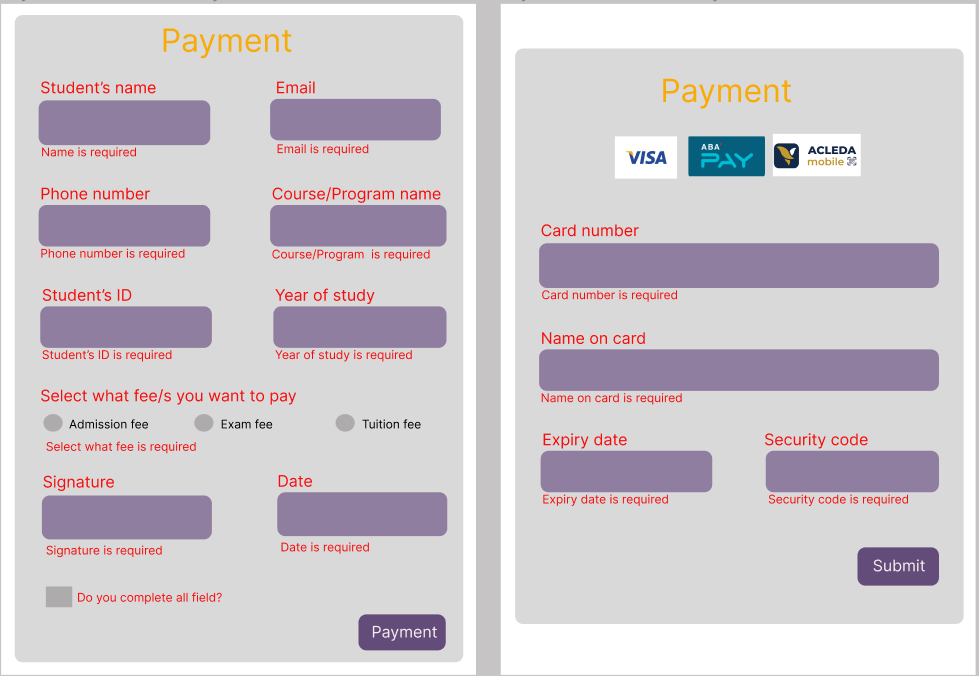 Payment
Student's name
Email
Name is required
Email is required
Phone number
Course/Program name
Phone number is required
Course/Program is required
Student's ID
Year of study
Student's ID is required
Year of study is required
Select what fee/s you want to pay
Admission fee
Exam fee
Tuition fee
Select what fee is required
Signature
Date
Signature is required
Date is required
Do you complete all field?
Payment
Payment
VISA
ABA'
PAY
ACLEDA
mobile
Card number
Card number is required
Name on card
Name on card is required
Expiry date
Security code
Expiry date is required
Security code is required
Submit